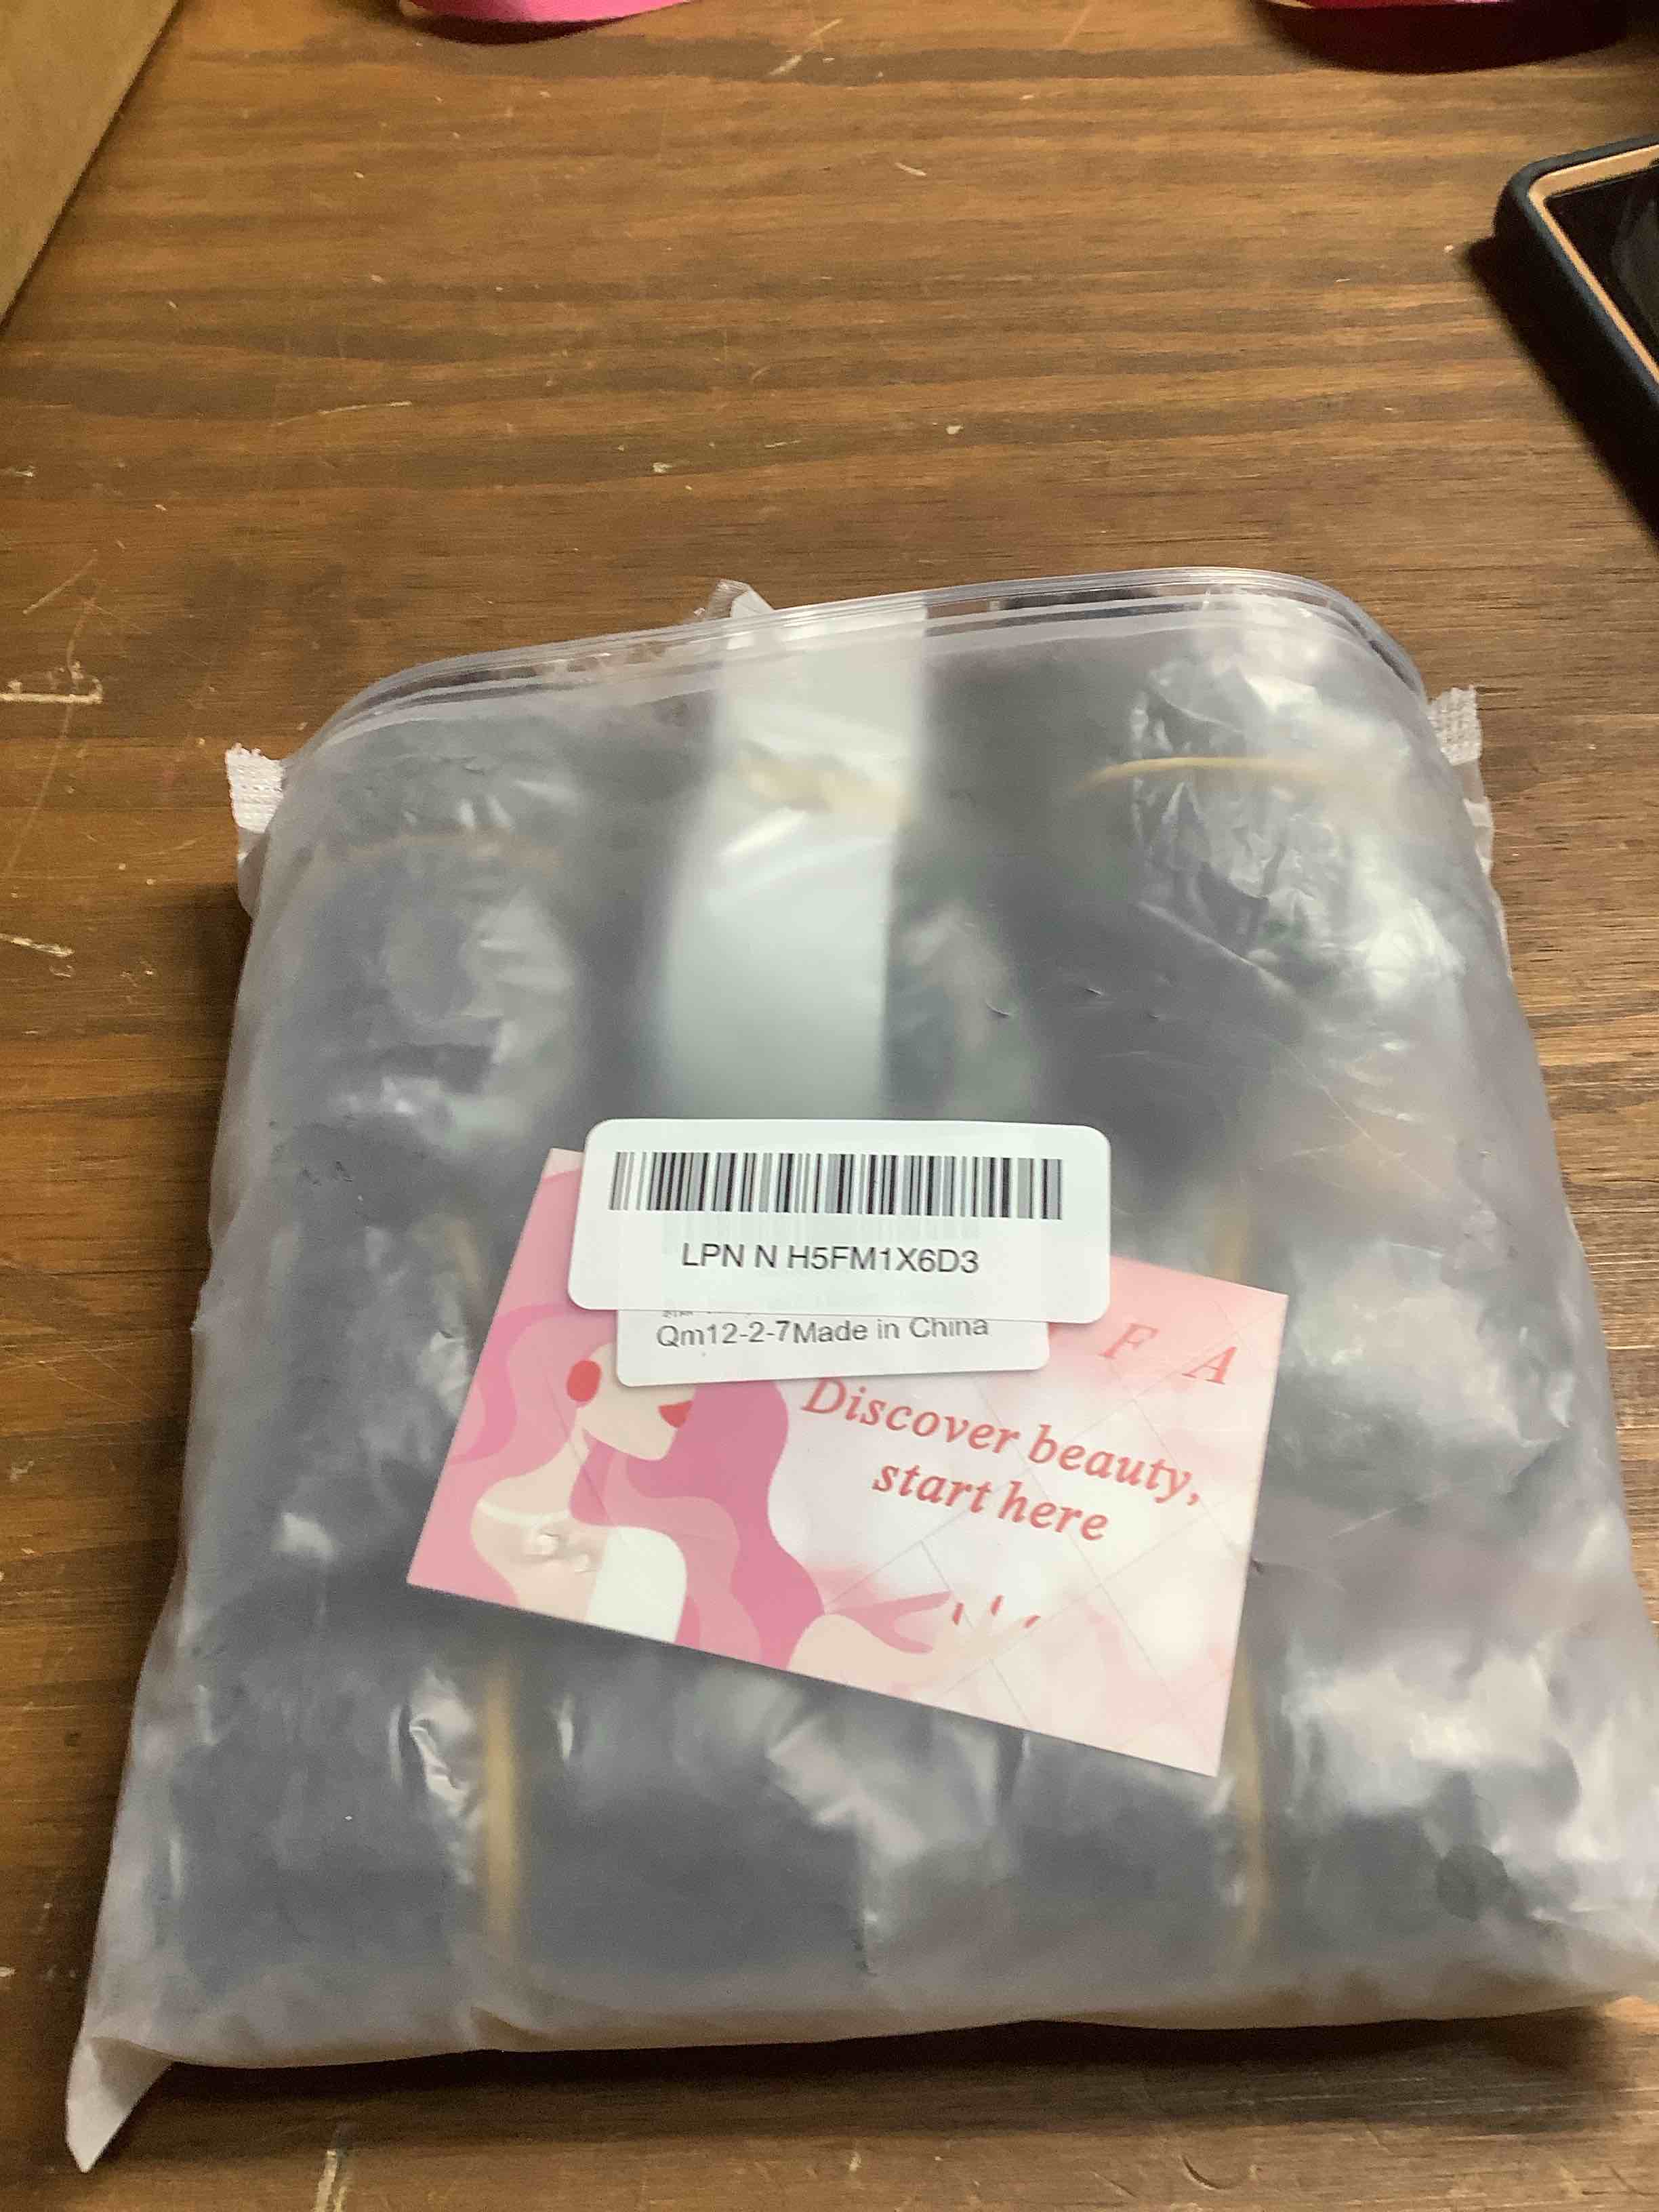 LPN N H5FM1X6D3
Qm12-2-7Made in China
F A
Discover beauty,
start here